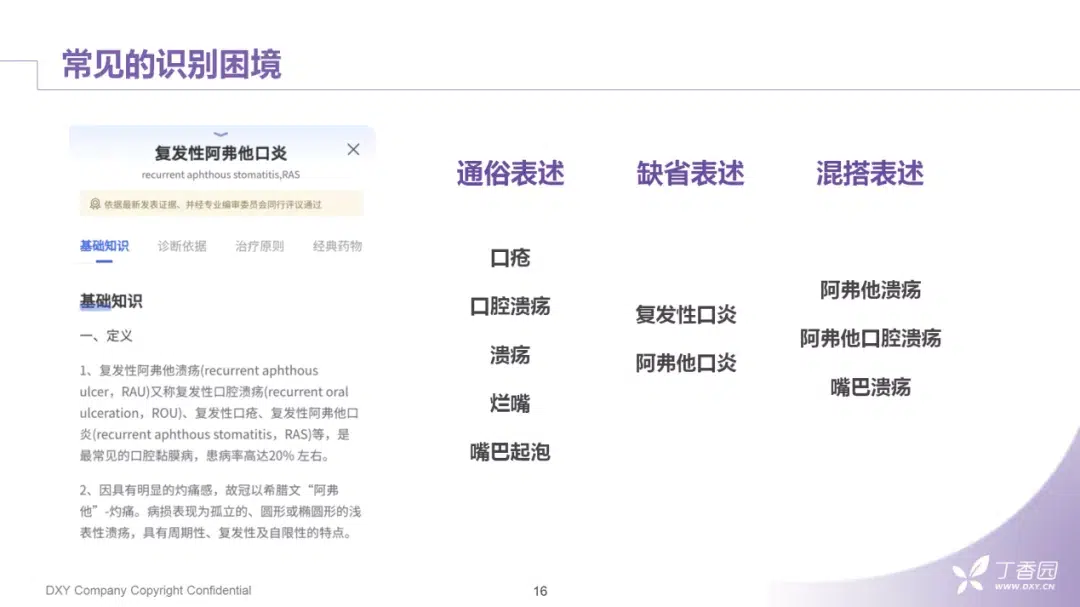 常见的识别困境
复发性阿弗他口炎
recurrent aphthous stomatitis,RAS
依据最新发表证据、并经专业编审委员会同行评议通过
基础知识 诊断依据 治疗原则 经典药物
基础知识
一、定义
1、复发性阿弗他溃疡(recurrent aphthous
ulcer，RAU)又称复发性口腔溃疡(recurrent oral
ulceration，ROU)、复发性口疮、复发性阿弗他口
炎(recurrent aphthous stomatitis，RAS)等，是
最常见的口腔黏膜病，患病率高达20% 左右。
2、因具有明显的灼痛感，故冠以希腊文“阿弗
他”-灼痛。病损表现为孤立的、圆形或椭圆形的浅
表性溃疡，具有周期性、复发性及自限性的特点。
通俗表述
口疮
口腔溃疡
溃疡
烂嘴
嘴巴起泡
缺省表述
复发性口炎
阿弗他口炎
混搭表述
阿弗他溃疡
阿弗他口腔溃疡
嘴巴溃疡
DXY Company Copyright Confidential
16
丁香园
WWW.DXY.CN